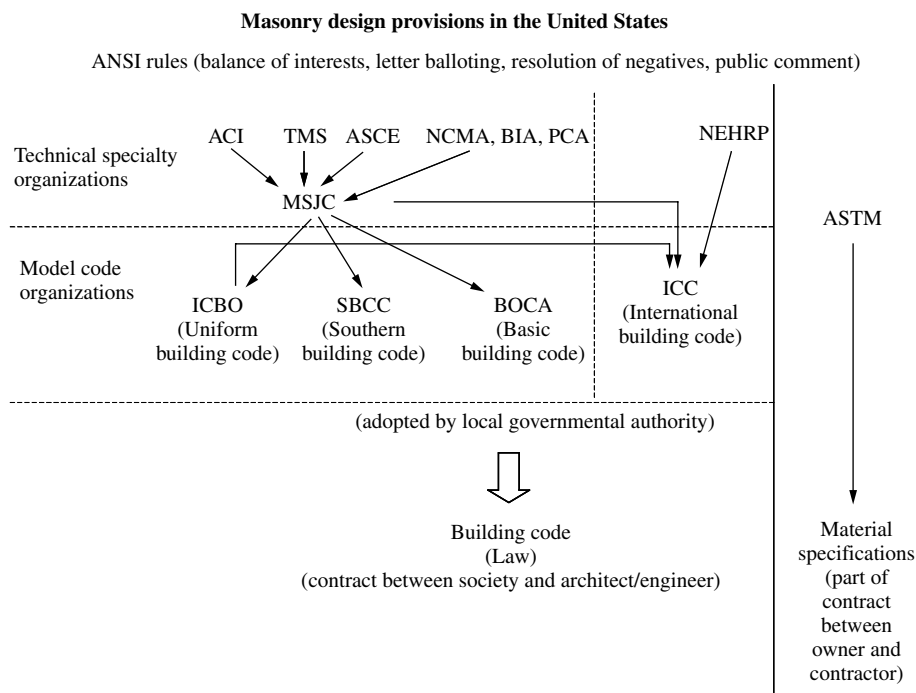 Masonry design provisions in the United States
ANSI rules (balance of interests, letter balloting, resolution of negatives, public comment)
Technical specialty
organizations
ACI
TMS
ASCE
NCMA, BIA, PCA
NEHRP
MSJC
ASTM
Model code
organizations
ICBO
(Uniform
building code)
SBCC
(Southern
building code)
BOCA
(Basic
building code)
ICC
(International
building code)
(adopted by local governmental authority)
Building code
(Law)
(contract between society and architect/engineer)
Material
specifications
(part of
contract
between
owner and
contractor)